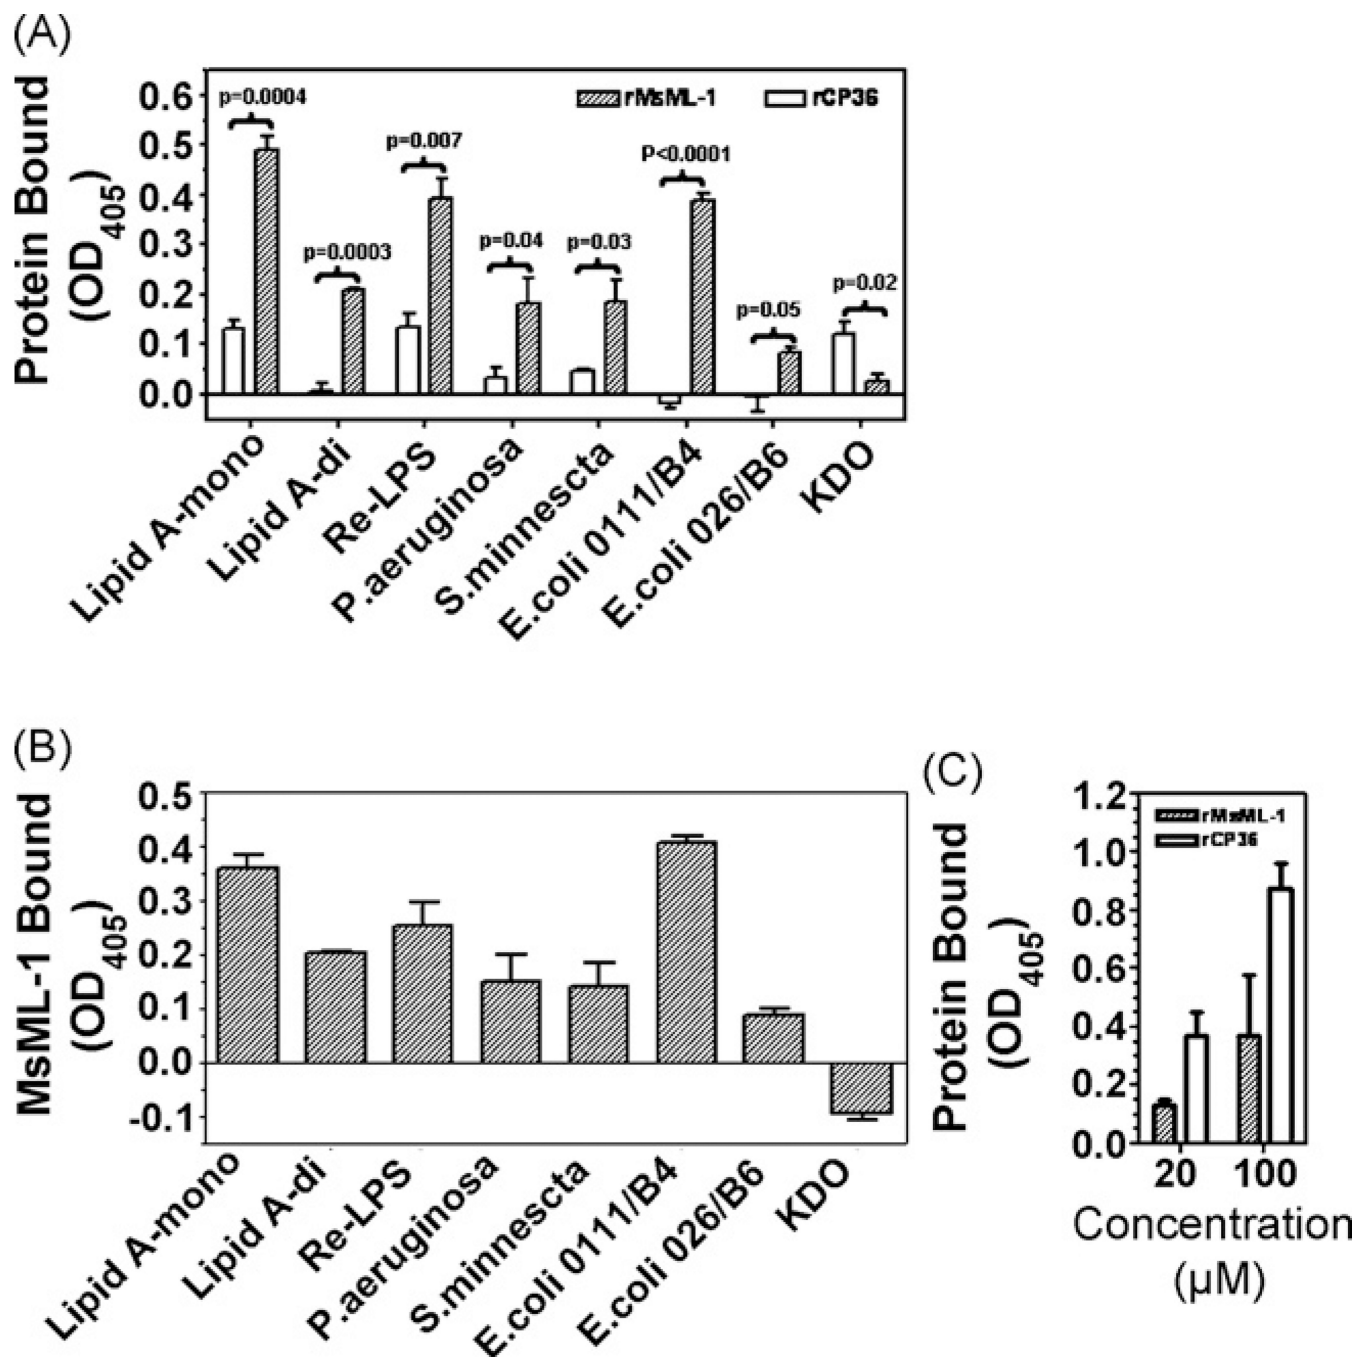 (A)
Protein Bound
(OD405)
0.6
0.5
0.4
0.3
0.2
0.1
0.0
rMsML-1
rCP36
p=0.0004
p=0.0003
p=0.007
p=0.04
p=0.03
P<0.0001
p=0.05
p=0.02
Lipid A-mono
Lipid A-di
Re-LPS
P.aeruginosa
S.minnescta
E.coli 0111/B4
E.coli 026/B6
KDO
(B)
MsML-1 Bound
(OD405)
0.5
0.4
0.3
0.2
0.1
0.0
-0.1
Lipid A-mono
Lipid A-di
Re-LPS
P.aeruginosa
S.minnescta
E.coli 0111/B4
E.coli 026/B6
KDO
(C)
Protein Bound
(OD405)
1.2
1.0
0.8
0.6
0.4
0.2
0.0
rMsML-1
rCP36
20
100
Concentration
(µM)